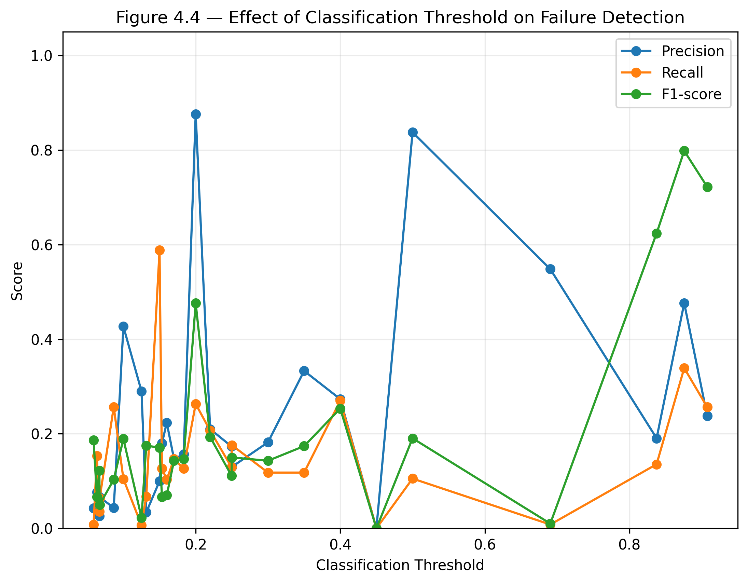 Figure 4.4 — Effect of Classification Threshold on Failure Detection
Precision
Recall
F1-score
1.0
0.8
0.6
0.4
0.2
0.0
Score
0.2 0.4 0.6 0.8
Classification Threshold